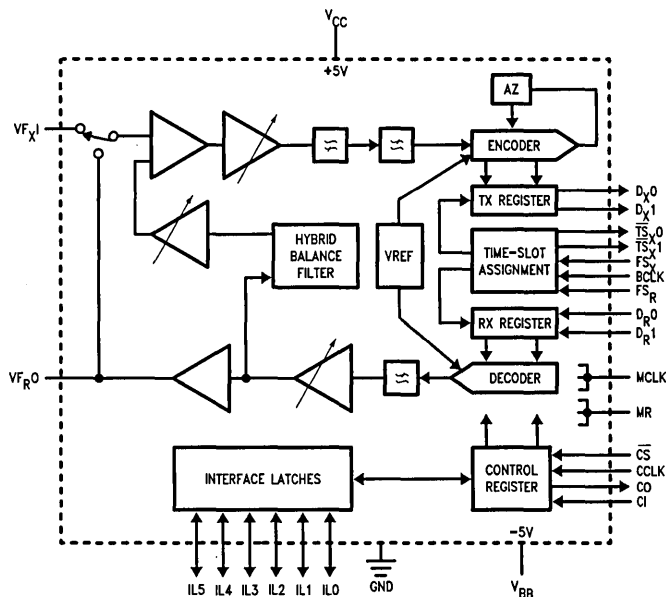 VCC
+5V
AZ
VFXI
ENCODER
TX REGISTER
DX0
DX1
TSX0
TSX1
FSX
BCLK
FSR
HYBRID
BALANCE
FILTER
VREF
TIME-SLOT
ASSIGNMENT
RX REGISTER
DR0
DR1
VFRO
DECODER
MCLK
MR
INTERFACE LATCHES
CONTROL
REGISTER
CS
CCLK
CO
CI
-5V
IL5 IL4 IL3 IL2 IL1 IL0
GND
VBB